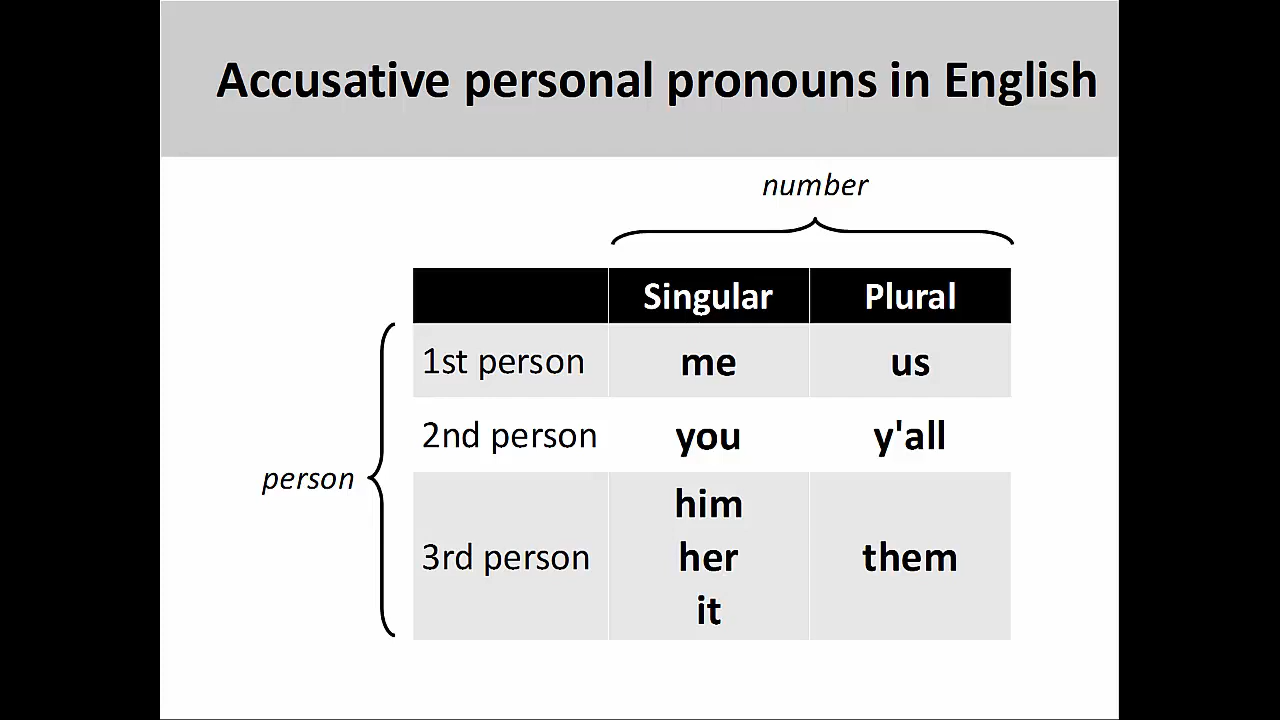 Accusative personal pronouns in English
number
Singular Plural
1st person me us
2nd person you y'all
person
3rd person him her it them